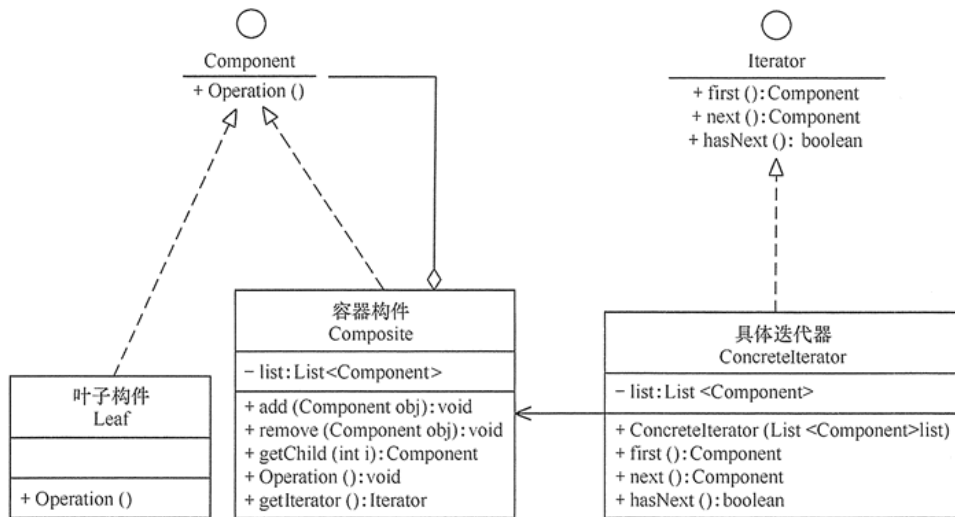 Component
+ Operation ()
Iterator
+ first (): Component
+ next (): Component
+ hasNext (): boolean
叶子构件
Leaf
+ Operation ()
容器构件
Composite
− list: List<Component>
+ add (Component obj): void
+ remove (Component obj): void
+ getChild (int i): Component
+ Operation (): void
+ getIterator (): Iterator
具体迭代器
ConcreteIterator
− list: List <Component>
+ ConcreteIterator (List <Component>list)
+ first (): Component
+ next (): Component
+ hasNext (): boolean